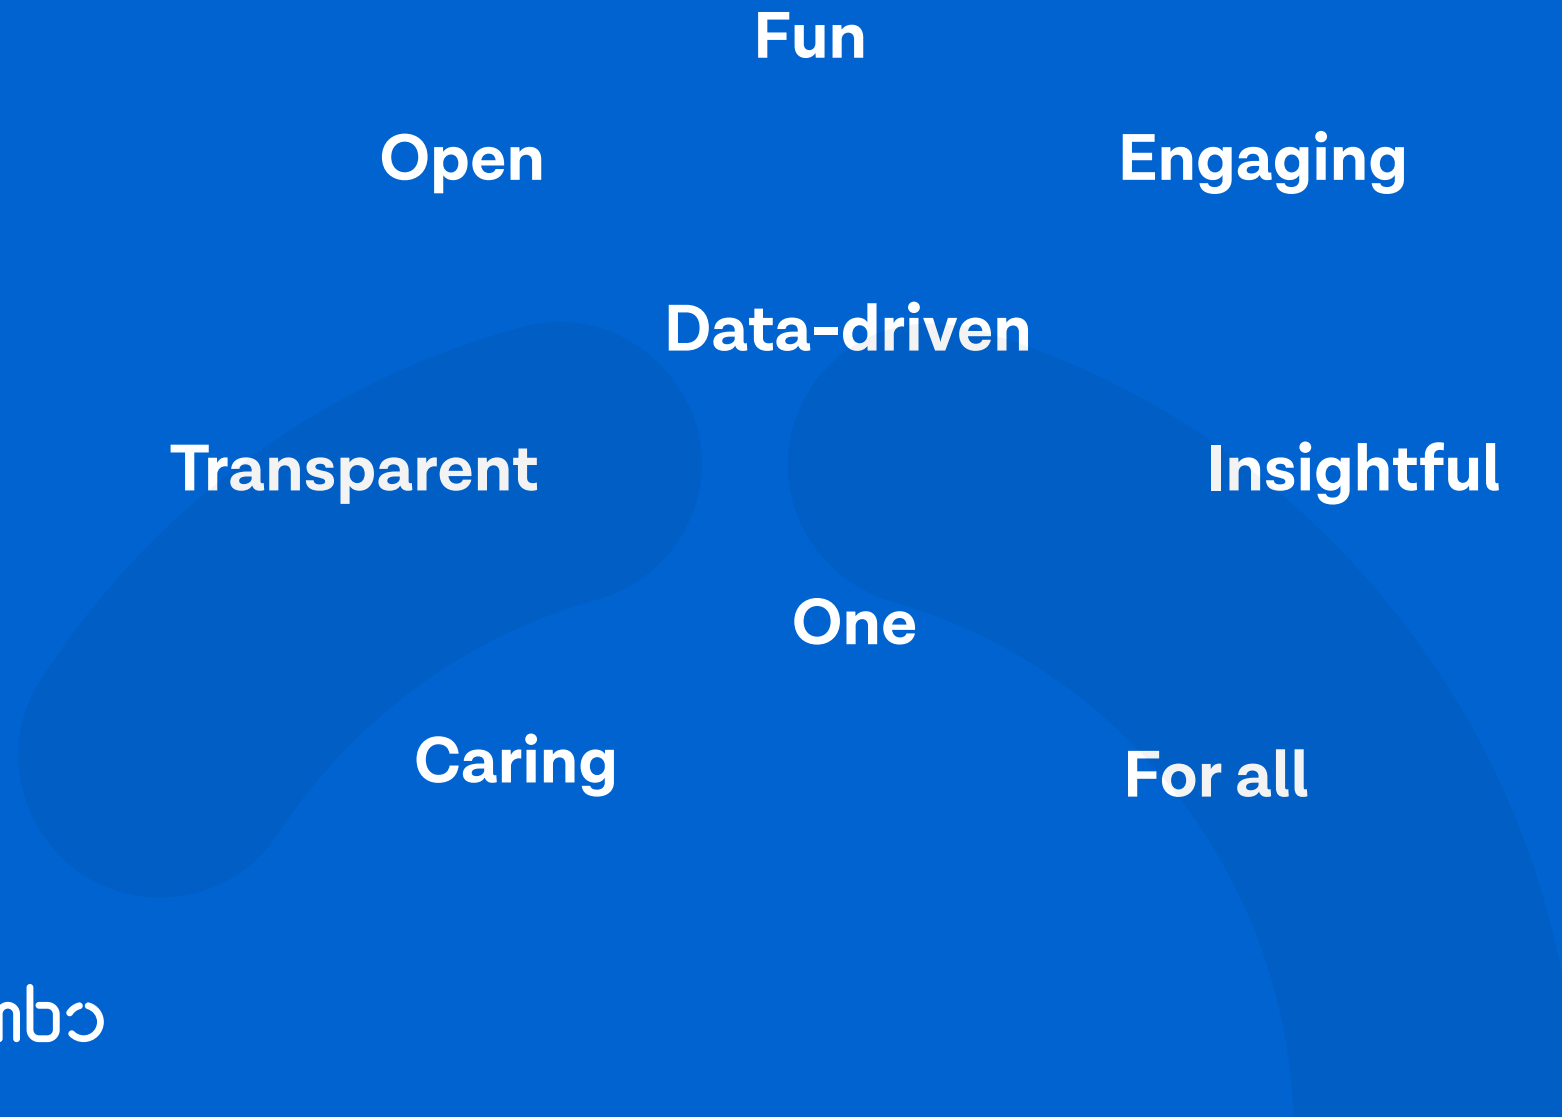 Fun
Open
Engaging
Data-driven
Transparent
Insightful
One
Caring
For all